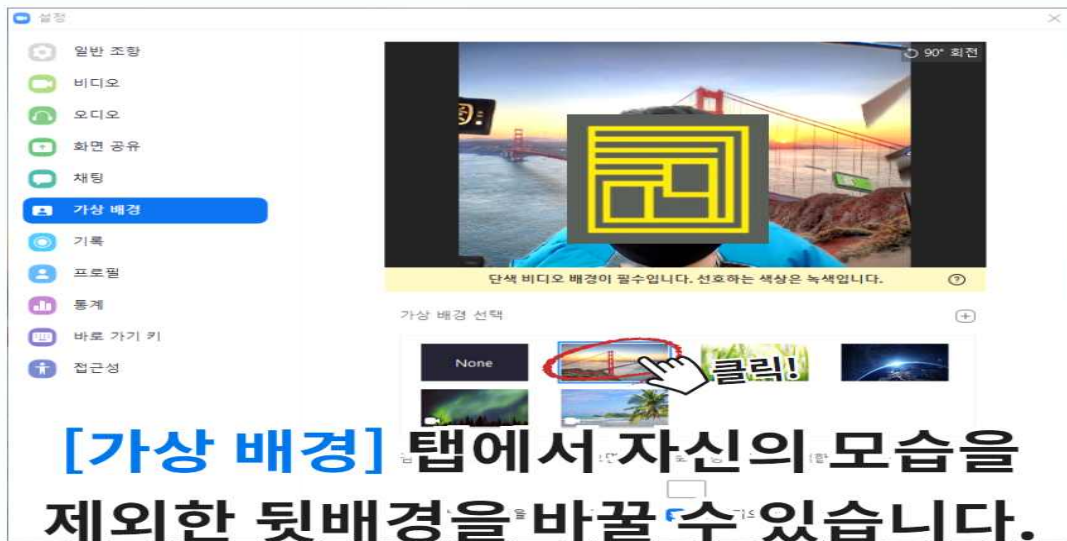 설정
일반 조항
비디오
오디오
화면 공유
채팅
가상 배경
기록
프로필
통계
바로 가기 키
접근성
90° 회전
단색 비디오 배경이 필수입니다. 선호하는 색상은 녹색입니다.
가상 배경 선택
None
클릭!
[가상 배경] 탭에서 자신의 모습을
제외한 뒷배경을 바꿀 수 있습니다.